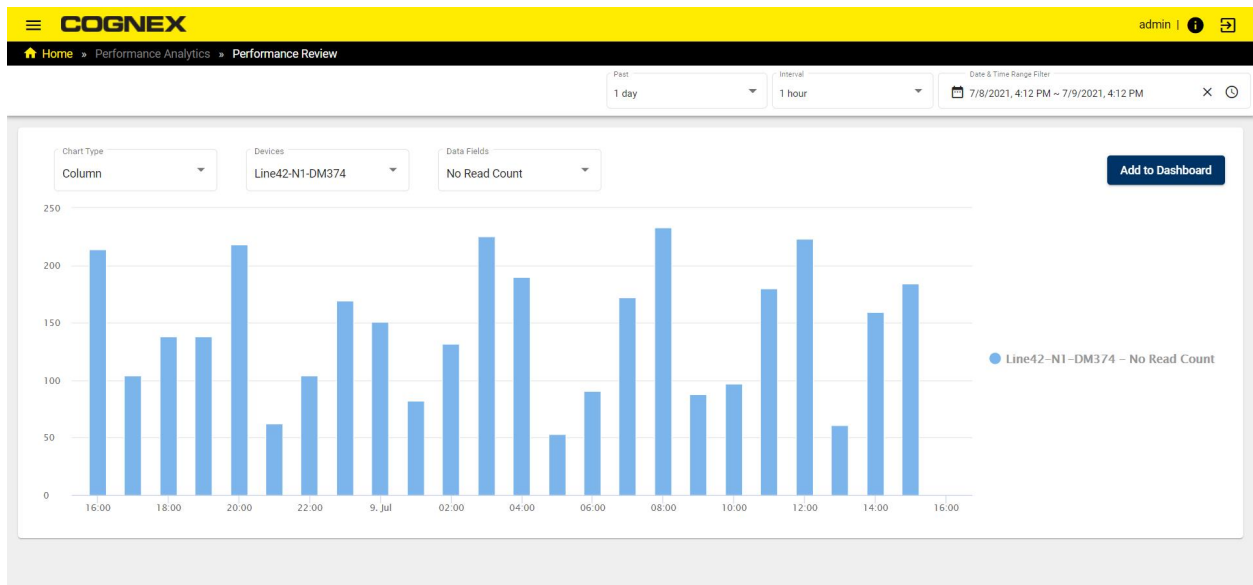 COGNEX
admin |
Home » Performance Analytics » Performance Review
Past
1 day
Interval
1 hour
Date & Time Range Filter
7/8/2021, 4:12 PM ~ 7/9/2021, 4:12 PM
Chart Type
Column
Devices
Line42-N1-DM374
Data Fields
No Read Count
Add to Dashboard
250
200
150
100
50
0
16:00 18:00 20:00 22:00 9. Jul 02:00 04:00 06:00 08:00 10:00 12:00 14:00 16:00
Line42-N1-DM374 - No Read Count